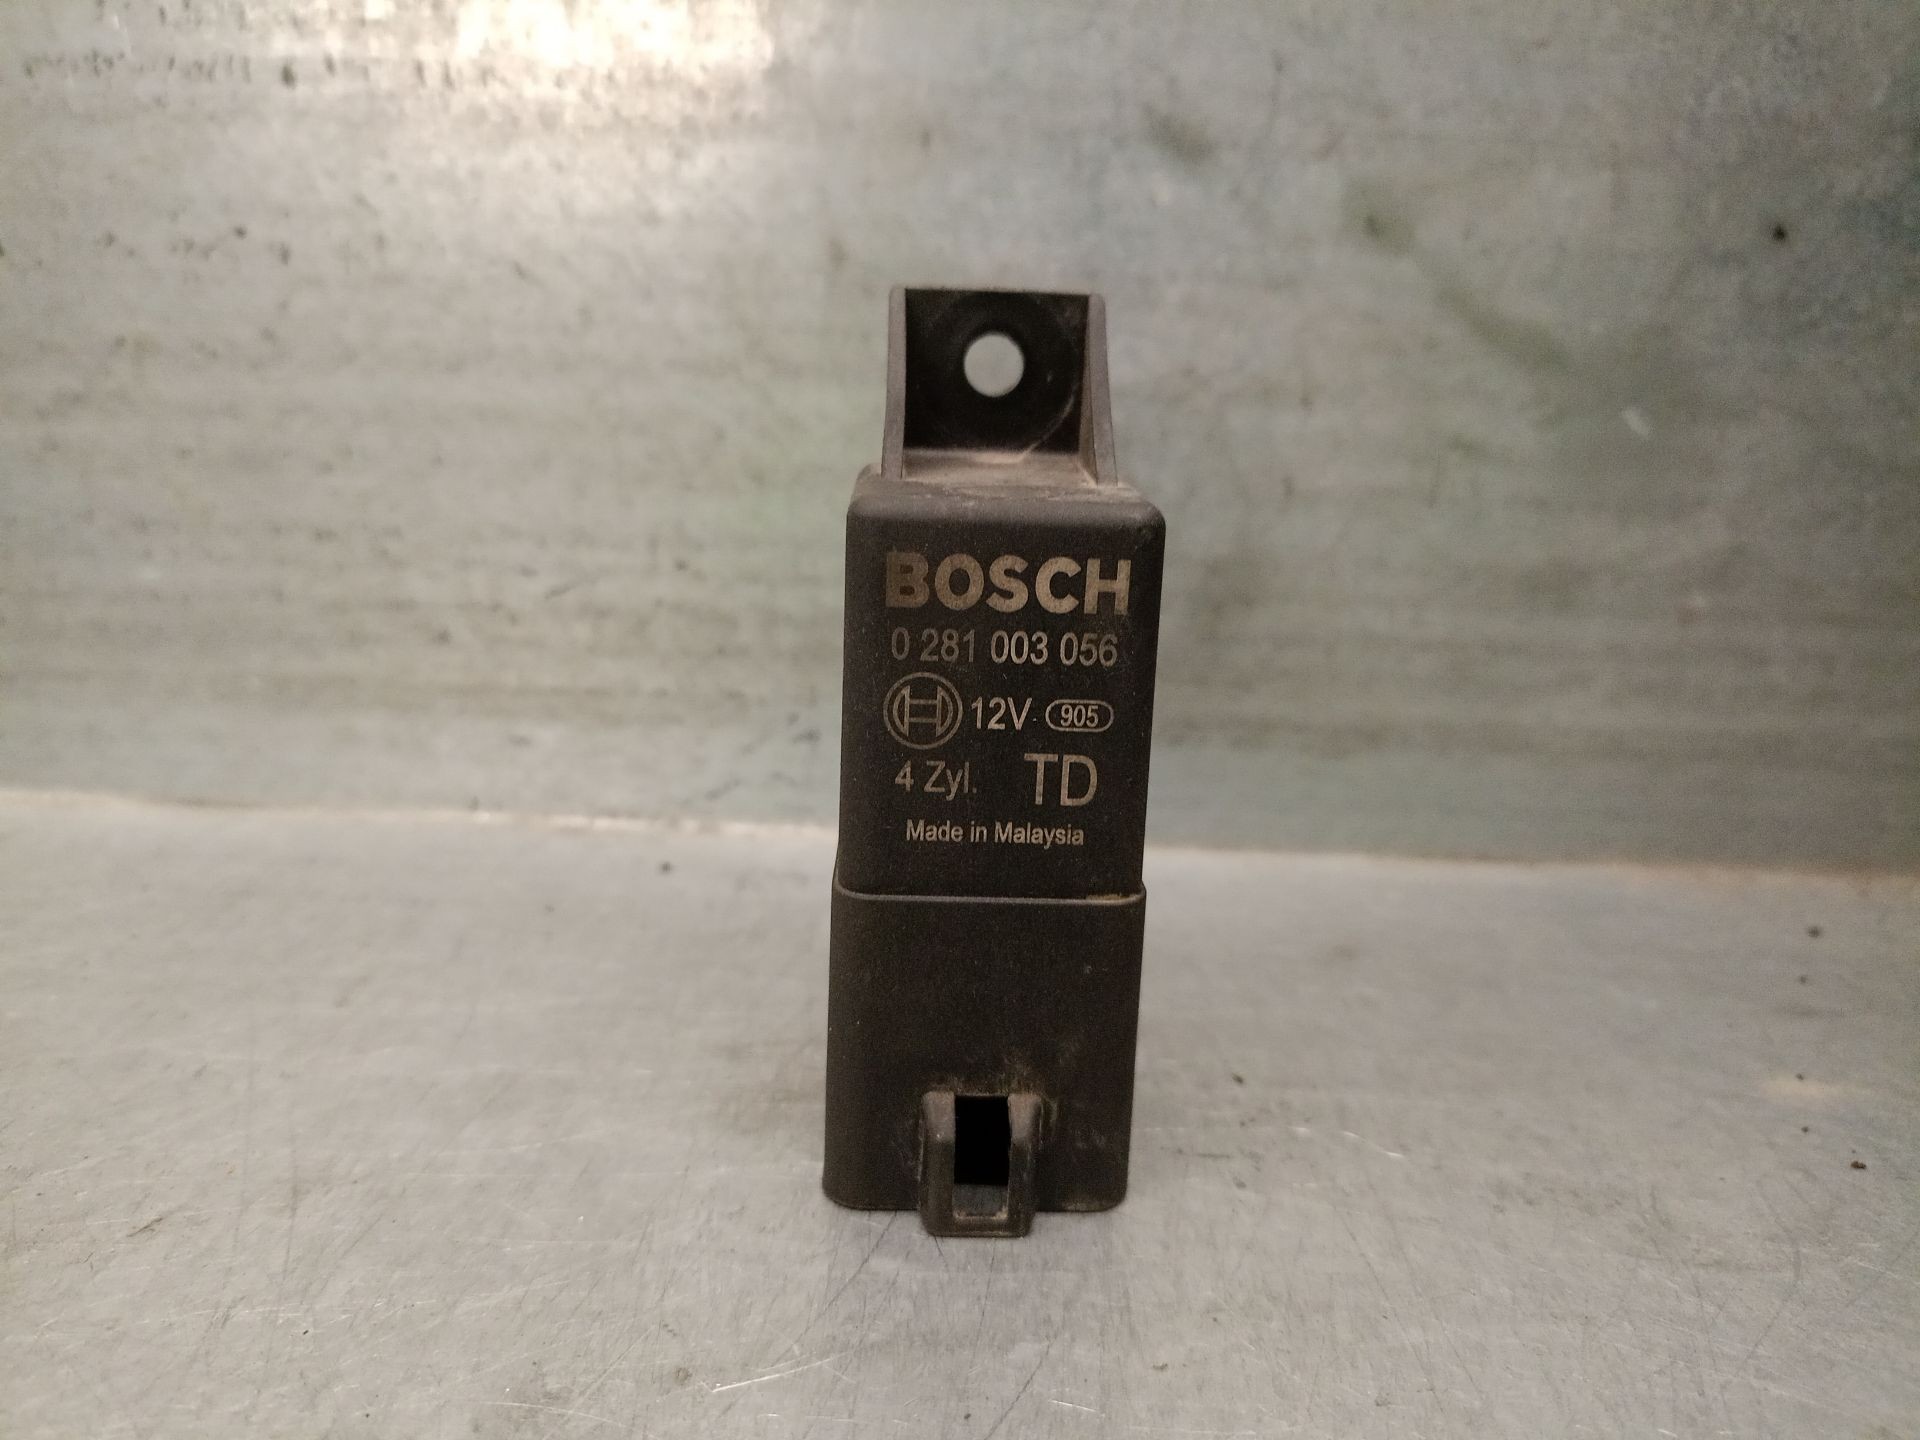 BOSCH
0 281 003 056
12V 905
4 Zyl. TD
Made in Malaysia